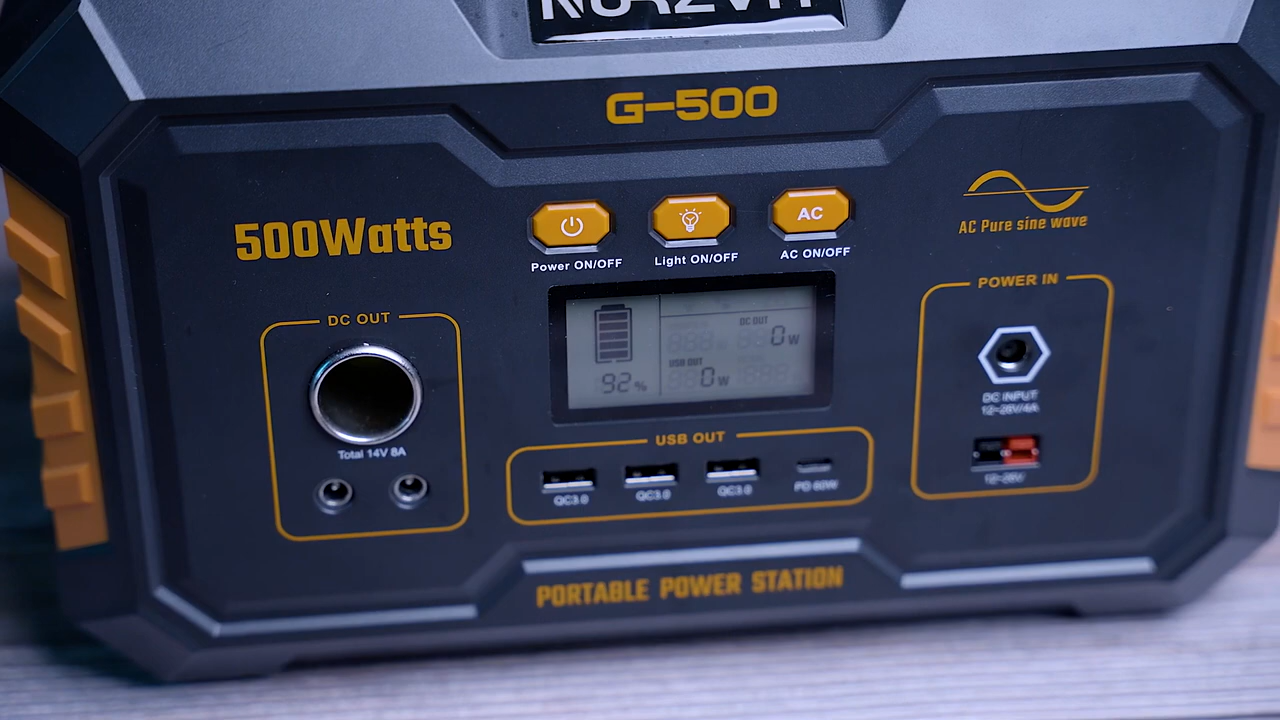 G-500
500Watts
AC
Power ON/OFF
Light ON/OFF
AC ON/OFF
AC Pure sine wave
DC OUT
Total 14V 8A
92%
DC OUT
0W
USB OUT
0W
USB OUT
QC3.0
QC3.0
QC3.0
PD 60W
POWER IN
DC INPUT
12~26V/4A
12-26V
PORTABLE POWER STATION